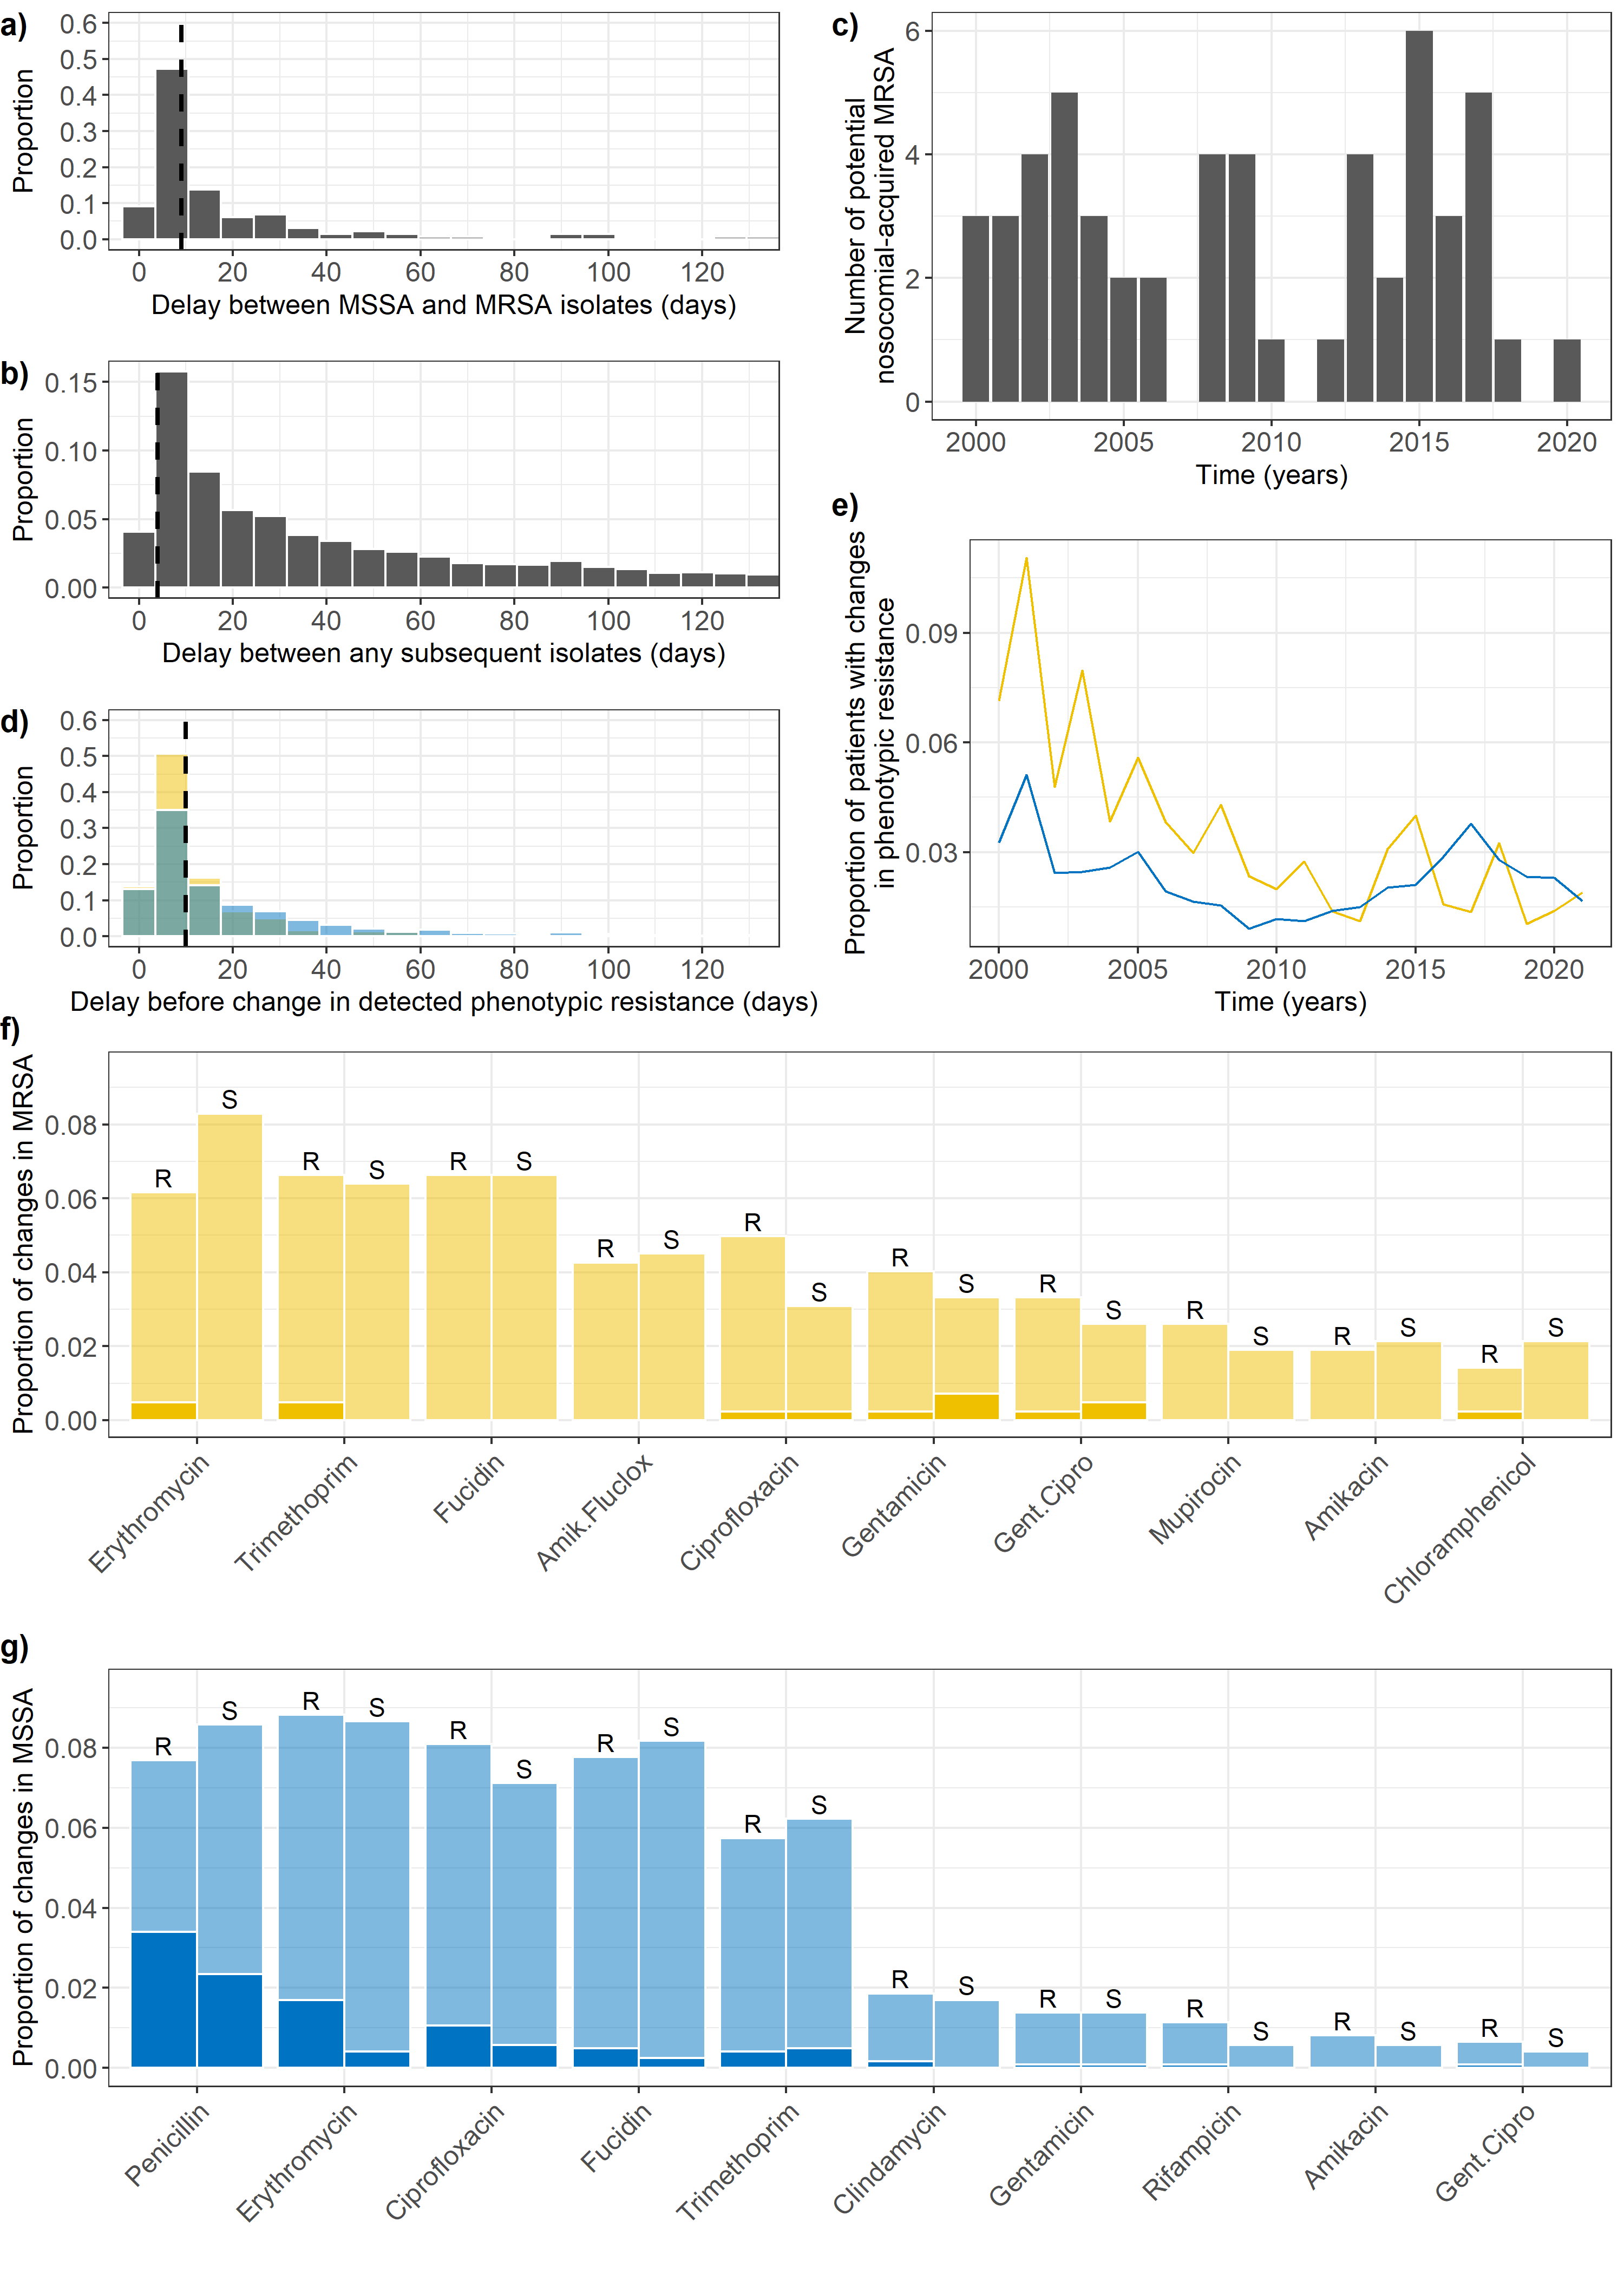 a)
Proportion
0.6
0.5
0.4
0.3
0.2
0.1
0.0
0 20 40 60 80 100 120
Delay between MSSA and MRSA isolates (days)
b)
Proportion
0.15
0.10
0.05
0.00
0 20 40 60 80 100 120
Delay between any subsequent isolates (days)
c)
Number of potential
nosocomial-acquired MRSA
6
4
2
0
2000 2005 2010 2015 2020
Time (years)
d)
Proportion
0.6
0.5
0.4
0.3
0.2
0.1
0.0
0 20 40 60 80 100 120
Delay before change in detected phenotypic resistance (days)
e)
Proportion of patients with changes
in phenotypic resistance
0.09
0.06
0.03
2000 2005 2010 2015 2020
Time (years)
f)
Proportion of changes in MRSA
0.08
0.06
0.04
0.02
0.00
R S R S R S R S R S R S R S R S R S R S
Erythromycin
Trimethoprim
Fucidin
Amik.Fluclox
Ciprofloxacin
Gentamicin
Gent.Cipro
Mupirocin
Amikacin
Chloramphenicol
g)
Proportion of changes in MSSA
0.08
0.06
0.04
0.02
0.00
R S R S R S R S R S R S R S R S R S R S
Penicillin
Erythromycin
Ciprofloxacin
Fucidin
Trimethoprim
Clindamycin
Gentamicin
Rifampicin
Amikacin
Gent.Cipro